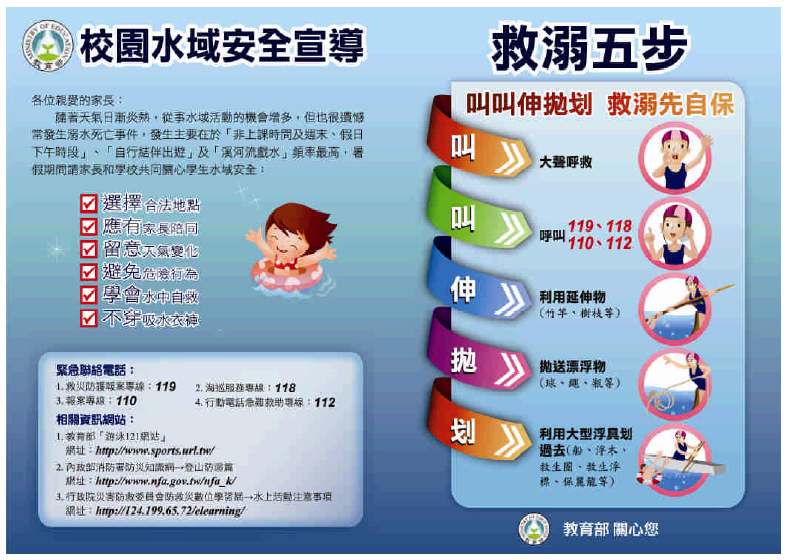 校園水域安全宣導
各位親愛的家長：
隨著天氣日漸炎熱，從事水域活動的機會增多，但也很遺憾
常發生溺水死亡事件，發生主要在於「非上課時間及週末、假日
下午時段」、「自行結伴出遊」及「溪河流戲水」頻率最高，暑
假期間請家長和學校共同關心學生水域安全：
選擇合法地點
應有家長陪同
留意天氣變化
避免危險行為
學會水中自救
不穿吸水衣褲
緊急聯絡電話：
1. 救災防護報案專線：119　2. 海巡服務專線：118
3. 報案專線：110　4. 行動電話急難救助專線：112
相關資訊網站：
1. 教育部「游泳121網站」
網址：http://www.sports.url.tw/
2. 內政部消防署防災知識網→登山防溺篇
網址：http://www.nfa.gov.tw/nfa_k/
3. 行政院災害防救委員會防救災數位學習網→水上活動注意事項
網址：http://124.199.65.72/elearning/
救溺五步
叫叫伸拋划 救溺先自保
叫 大聲呼救
叫 呼叫 119、118
110、112
伸 利用延伸物
(竹竿、樹枝等)
拋 拋送漂浮物
(球、繩、瓶等)
划 利用大型浮具划
過去(船、浮木、
救生圈、救生浮
標、保麗龍等)
教育部 關心您